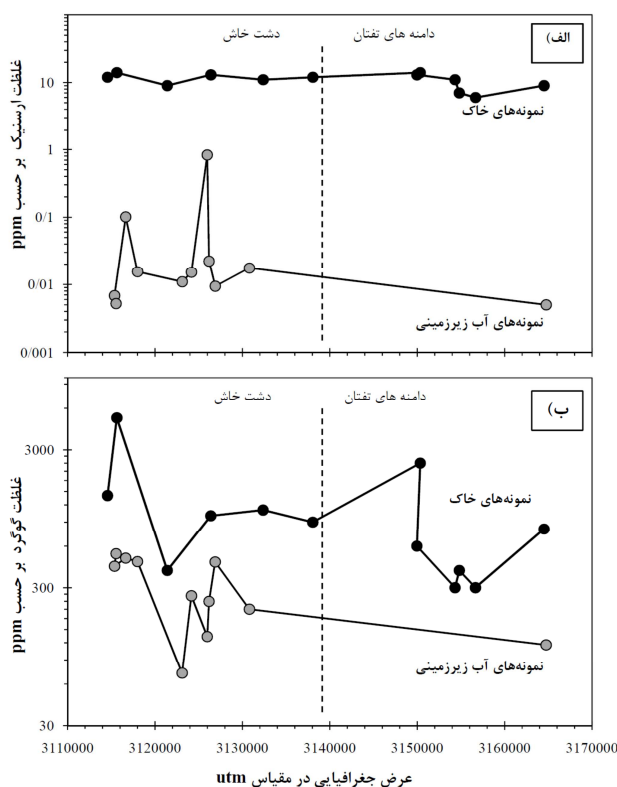 الف)
دشت خاش
دامنه های تفتان
غلظت ارسنیک بر حسب ppm
10
1
0/1
0/01
0/001
نمونه‌های خاک
نمونه‌های آب زیرزمینی
ب)
دشت خاش
دامنه های تفتان
غلظت گوگرد بر حسب ppm
3000
300
30
نمونه‌های خاک
نمونه‌های آب زیرزمینی
3110000 3120000 3130000 3140000 3150000 3160000 3170000
عرض جغرافیایی در مقیاس utm